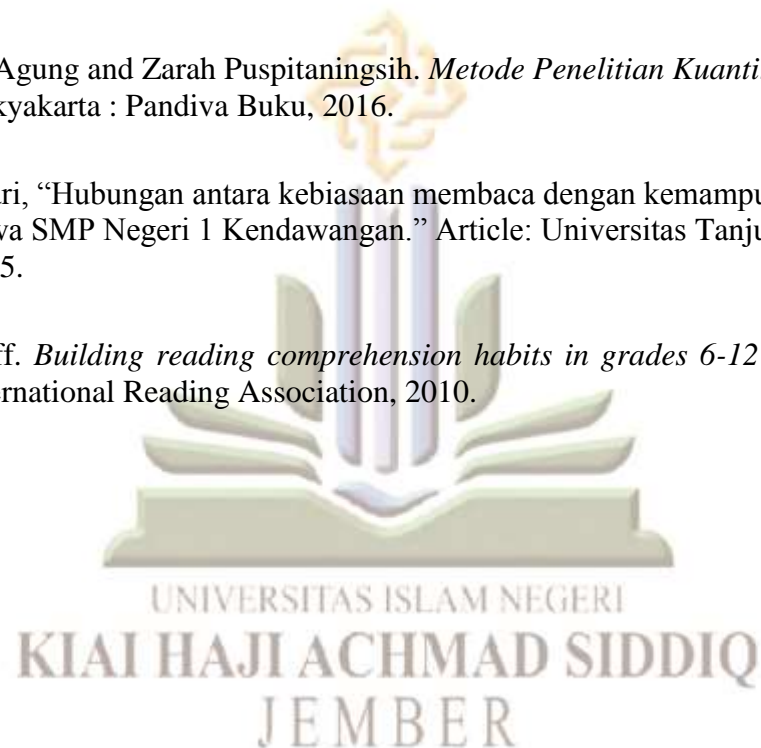 Agung and Zarah Puspitaningsih. Metode Penelitian Kuanti
kyakarta : Pandiva Buku, 2016.
ri, “Hubungan antara kebiasaan membaca dengan kemampu
va SMP Negeri 1 Kendawangan.” Article: Universitas Tanju
5.
ff. Building reading comprehension habits in grades 6-12
ernational Reading Association, 2010.
UNIVERSITAS ISLAM NEGERI
KIAI HAJI ACHMAD SIDDIQ
JEMBER